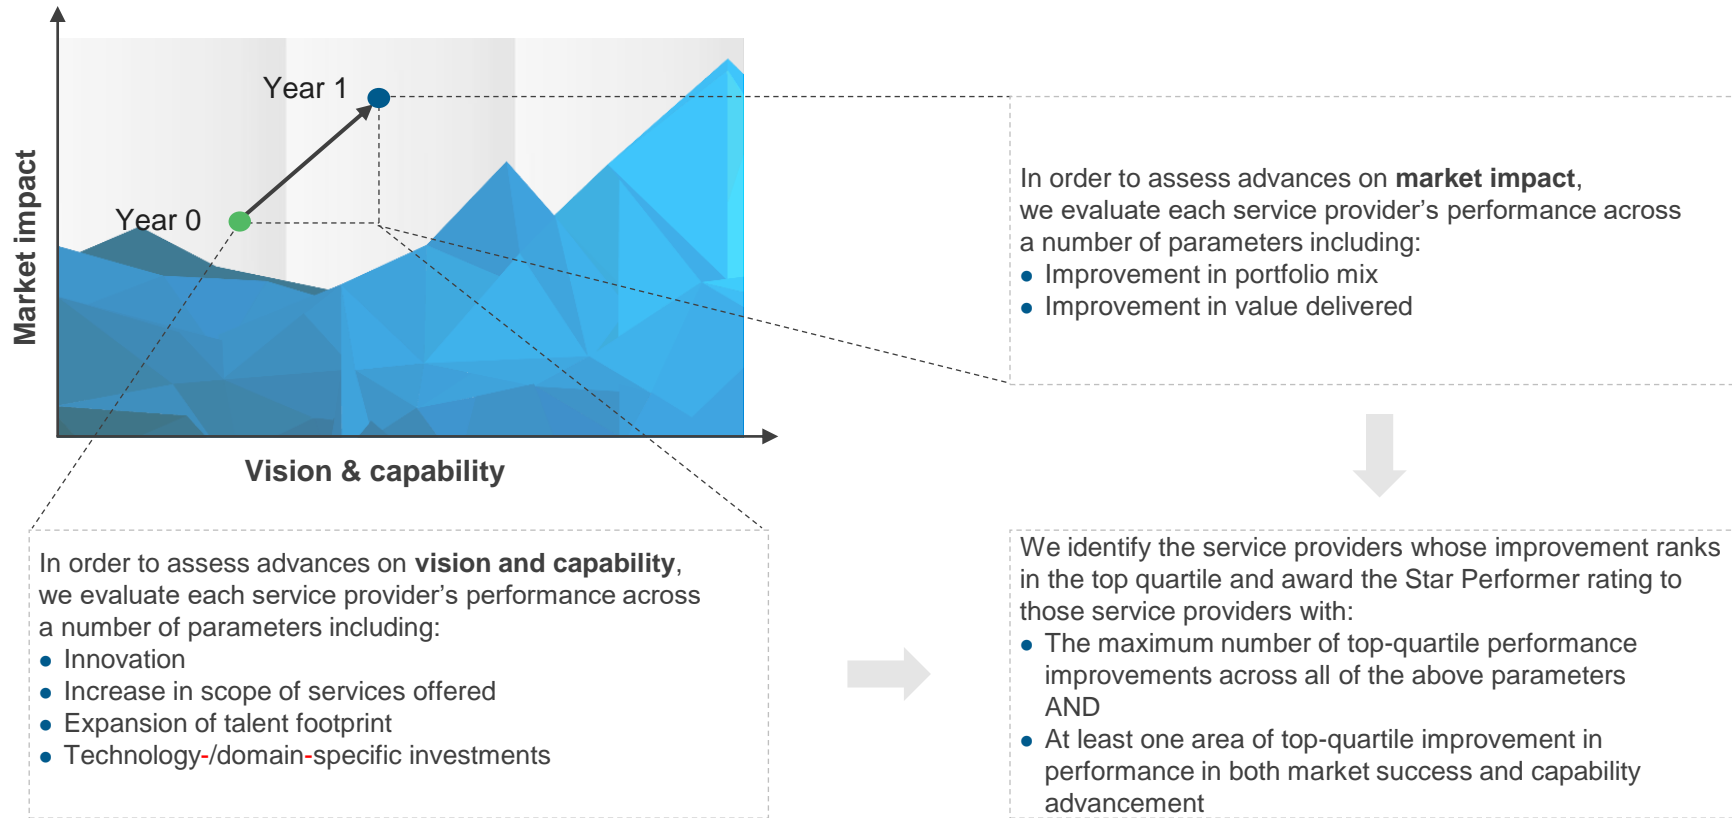 Year 1
Year 0
Market impact
Vision & capability
In order to assess advances on market impact,
we evaluate each service provider’s performance across
a number of parameters including:
● Improvement in portfolio mix
● Improvement in value delivered
In order to assess advances on vision and capability,
we evaluate each service provider’s performance across
a number of parameters including:
● Innovation
● Increase in scope of services offered
● Expansion of talent footprint
● Technology-/domain-specific investments
We identify the service providers whose improvement ranks
in the top quartile and award the Star Performer rating to
those service providers with:
● The maximum number of top-quartile performance
improvements across all of the above parameters
AND
● At least one area of top-quartile improvement in
performance in both market success and capability
advancement